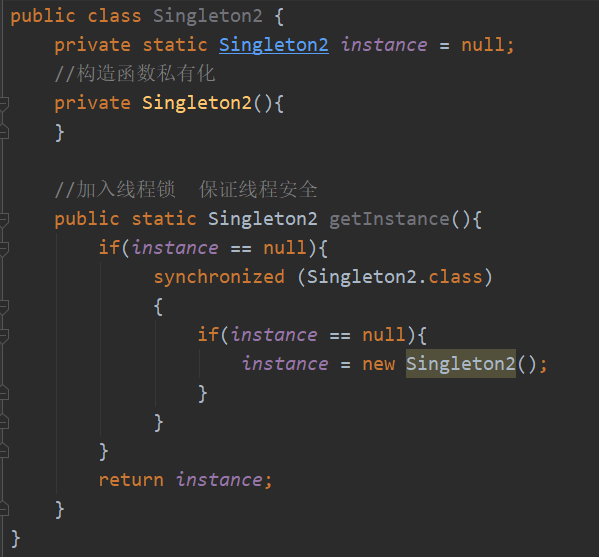 public class Singleton2 {
private static Singleton2 instance = null;
//构造函数私有化
private Singleton2(){
}
//加入线程锁  保证线程安全
public static Singleton2 getInstance(){
if(instance == null){
synchronized (Singleton2.class)
{
if(instance == null){
instance = new Singleton2();
}
}
}
return instance;
}
}